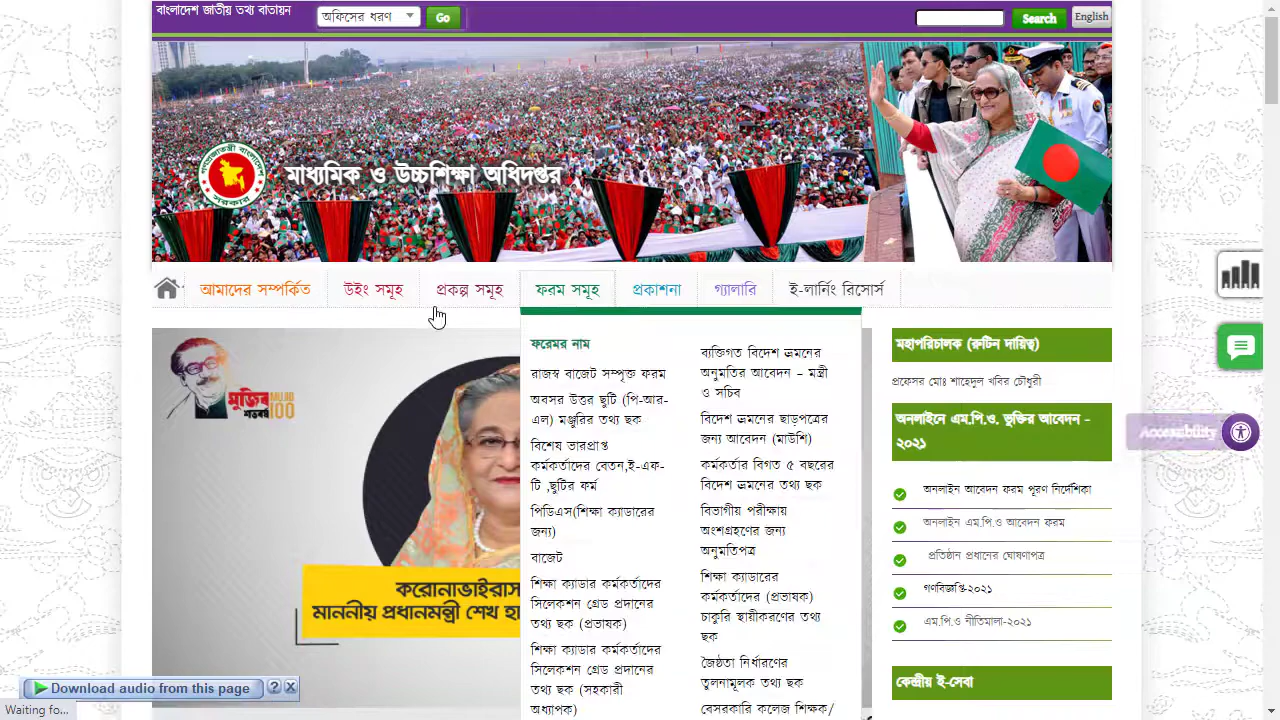 বাংলাদেশ জাতীয় তথ্য বাতায়ন
অফিসের ধরণ
Go
Search
English
মাধ্যমিক ও উচ্চশিক্ষা অধিদপ্তর
আমাদের সম্পর্কিত
উইং সমূহ
প্রকল্প সমূহ
ফরম সমূহ
প্রকাশনা
গ্যালারি
ই-লার্নিং রিসোর্স
মুজিব
শতবর্ষ
MUJIB
100
করোনাভাইরাস
মাননীয় প্রধানমন্ত্রী শেখ হা
ফরেমর নাম
রাজস্ব বাজেট সম্পৃক্ত ফরম
অবসর উত্তর ছুটি (পি-আর-
এল) মঞ্জুরির তথ্য ছক
বিশেষ ভারপ্রাপ্ত
কর্মকর্তাদের বেতন,ই-এফ-
টি ,ছুটির ফর্ম
পিডিএস(শিক্ষা ক্যাডারের
জন্য)
বাজেট
শিক্ষা ক্যাডার কর্মকর্তাদের
সিলেকশন গ্রেড প্রদানের
তথ্য ছক (প্রভাষক)
শিক্ষা ক্যাডার কর্মকর্তাদের
সিলেকশন গ্রেড প্রদানের
তথ্য ছক (সহকারী
অধ্যাপক)
ব্যক্তিগত বিদেশ ভ্রমনের
অনুমতির আবেদন – মন্ত্রী
ও সচিব
বিদেশ ভ্রমনের ছাড়পত্রের
জন্য আবেদন (মাউশি)
কর্মকর্তার বিগত ৫ বছরের
বিদেশ ভ্রমনের তথ্য ছক
বিভাগীয় পরীক্ষায়
অংশগ্রহণের জন্য
অনুমতিপত্র
শিক্ষা ক্যাডারের
কর্মকর্তাদের (প্রভাষক)
চাকুরি স্থায়ীকরণের তথ্য
ছক
জৈষ্ঠতা নির্ধারণের
তুলনামূলক তথ্য ছক
বেসরকারি কলেজ শিক্ষক/
মহাপরিচালক (রুটিন দায়িত্ব)
প্রফেসর মোঃ শাহেদুল খবির চৌধুরী
অনলাইনে এম.পি.ও. ভুক্তির আবেদন -
২০২১
অনলাইন আবেদন ফরম পূরণ নির্দেশিকা
অনলাইন এম.পি.ও আবেদন ফরম
প্রতিষ্ঠান প্রধানের ঘোষণাপত্র
গণবিজ্ঞপ্তি-২০২১
এম.পি.ও নীতিমালা-২০২১
কেন্দ্রীয় ই-সেবা
Accessibility
Download audio from this page
?
X
Waiting fo...